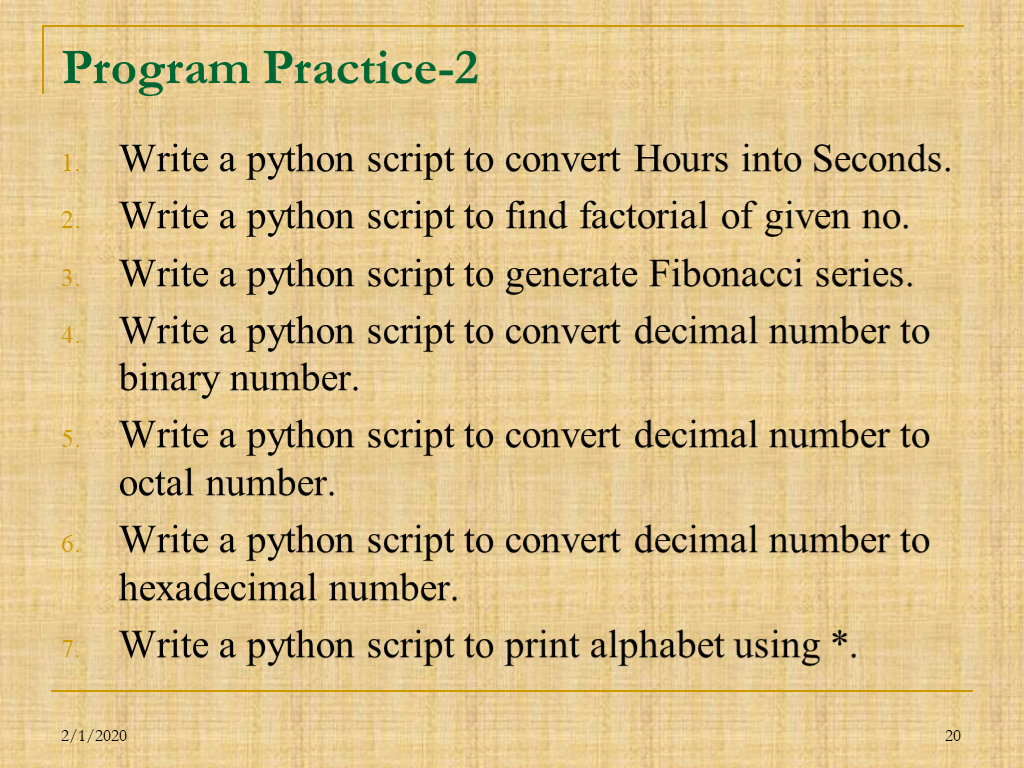 Program Practice-2
1. Write a python script to convert Hours into Seconds.
2. Write a python script to find factorial of given no.
3. Write a python script to generate Fibonacci series.
4. Write a python script to convert decimal number to
binary number.
5. Write a python script to convert decimal number to
octal number.
6. Write a python script to convert decimal number to
hexadecimal number.
7. Write a python script to print alphabet using *.
2/1/2020
20